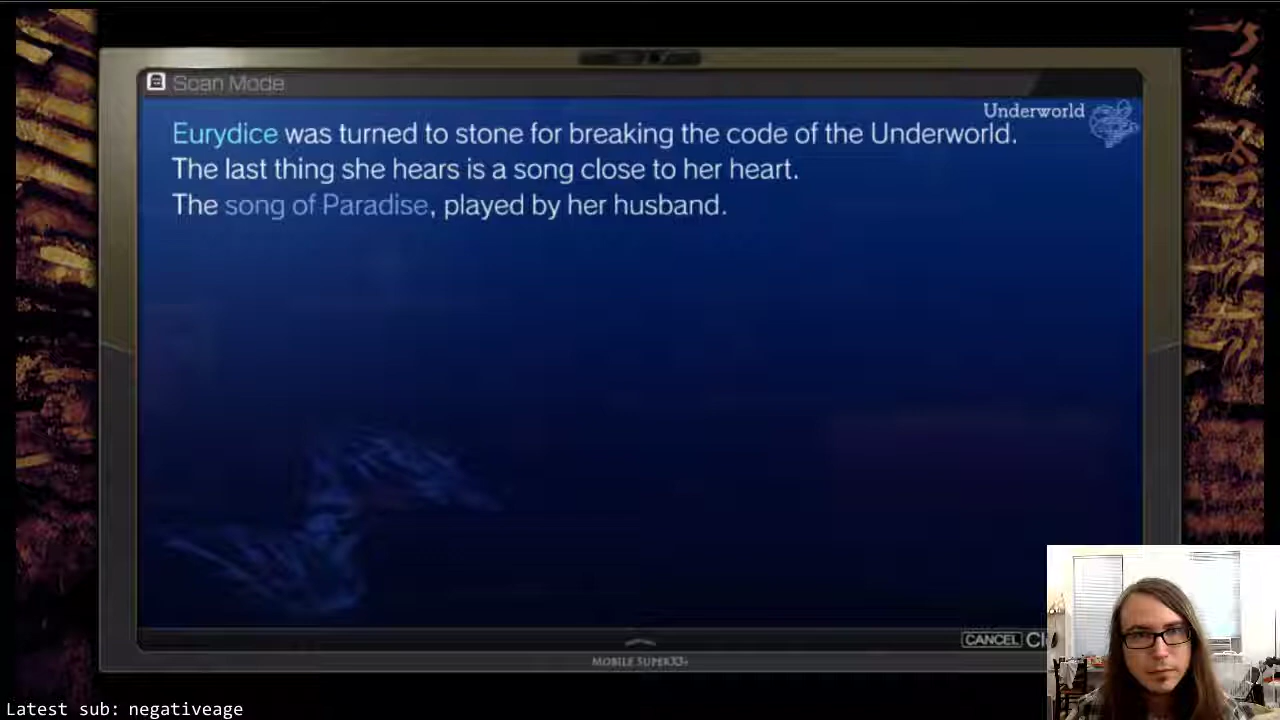 Scan Mode
Underworld
Eurydice was turned to stone for breaking the code of the Underworld.
The last thing she hears is a song close to her heart.
The song of Paradise, played by her husband.
CANCEL Cl
MOBILE SUPER33+
Latest sub: negativeage